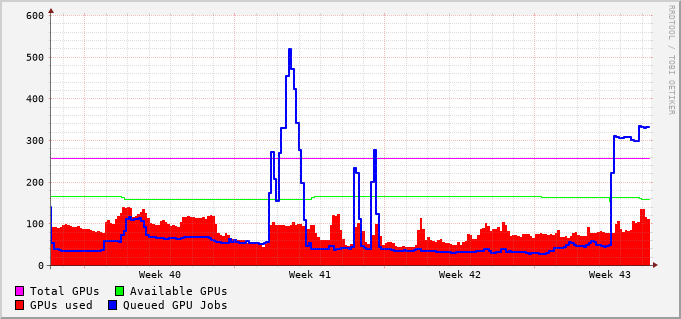 600
500
400
300
200
100
0
Week 40 Week 41 Week 42 Week 43
Total GPUs Available GPUs
GPUs used Queued GPU Jobs
RRDTOOL / TOBI OETIKER